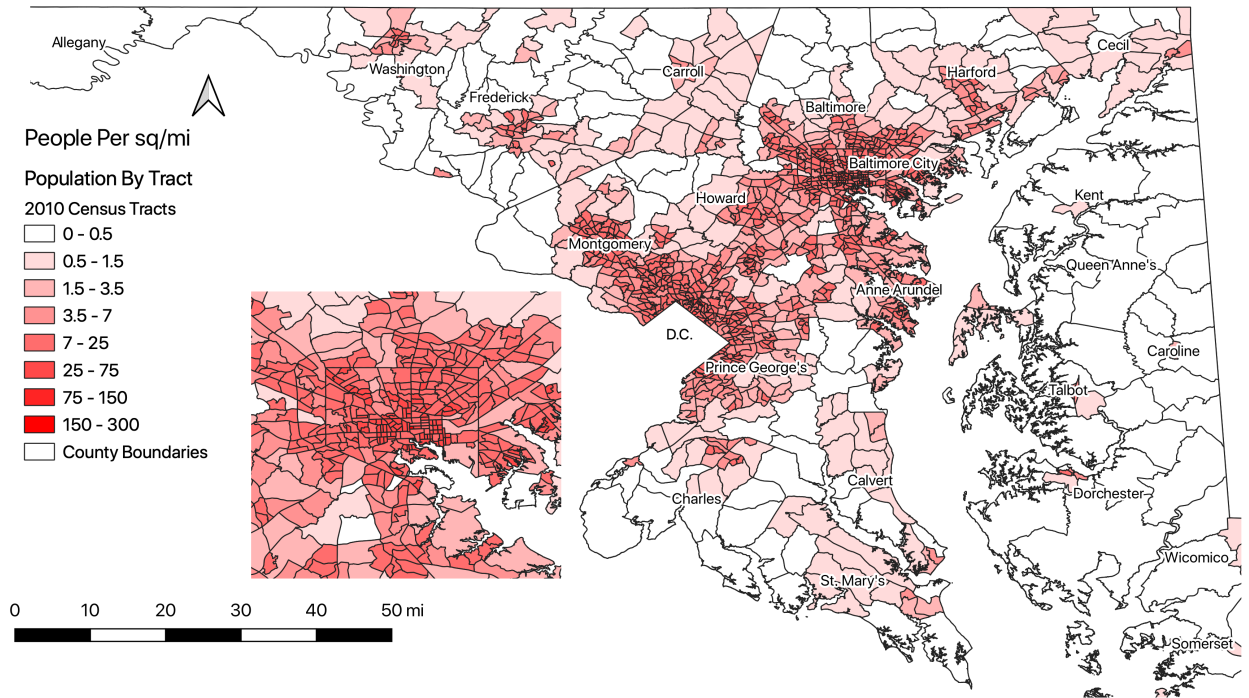 Allegany
Washington
Frederick
Carroll
Baltimore
Harford
Cecil
Baltimore City
Howard
Kent
Montgomery
Queen Anne's
Anne Arundel
D.C.
Prince George's
Caroline
Talbot
Calvert
Charles
Dorchester
St. Mary's
Wicomico
Somerset
People Per sq/mi
Population By Tract
2010 Census Tracts
0 - 0.5
0.5 - 1.5
1.5 - 3.5
3.5 - 7
7 - 25
25 - 75
75 - 150
150 - 300
County Boundaries
0 10 20 30 40 50 mi